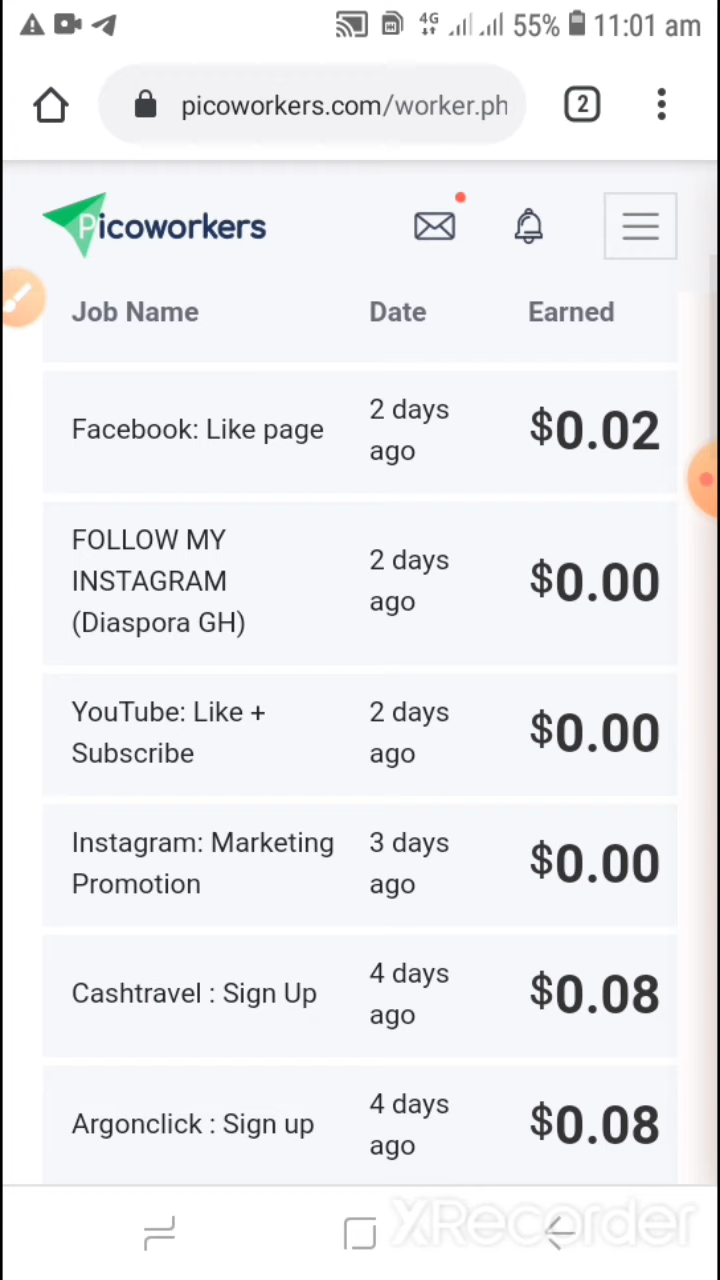 4G 55% 11:01 am
picoworkers.com/worker.ph 2
Picoworkers
Job Name Date Earned
Facebook: Like page 2 days ago $0.02
FOLLOW MY INSTAGRAM (Diaspora GH) 2 days ago $0.00
YouTube: Like + Subscribe 2 days ago $0.00
Instagram: Marketing Promotion 3 days ago $0.00
Cashtravel : Sign Up 4 days ago $0.08
Argonclick : Sign up 4 days ago $0.08
XRecorder